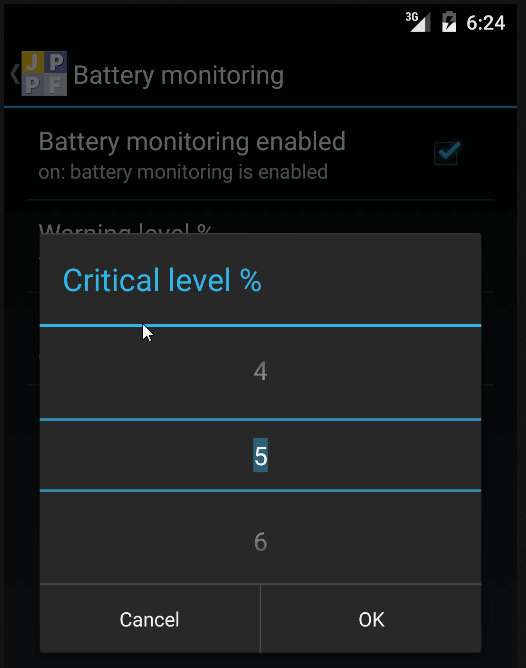 3G 6:24
J P
P F
Battery monitoring
Battery monitoring enabled
on: battery monitoring is enabled
Warning level %
Critical level %
4
5
6
Cancel OK